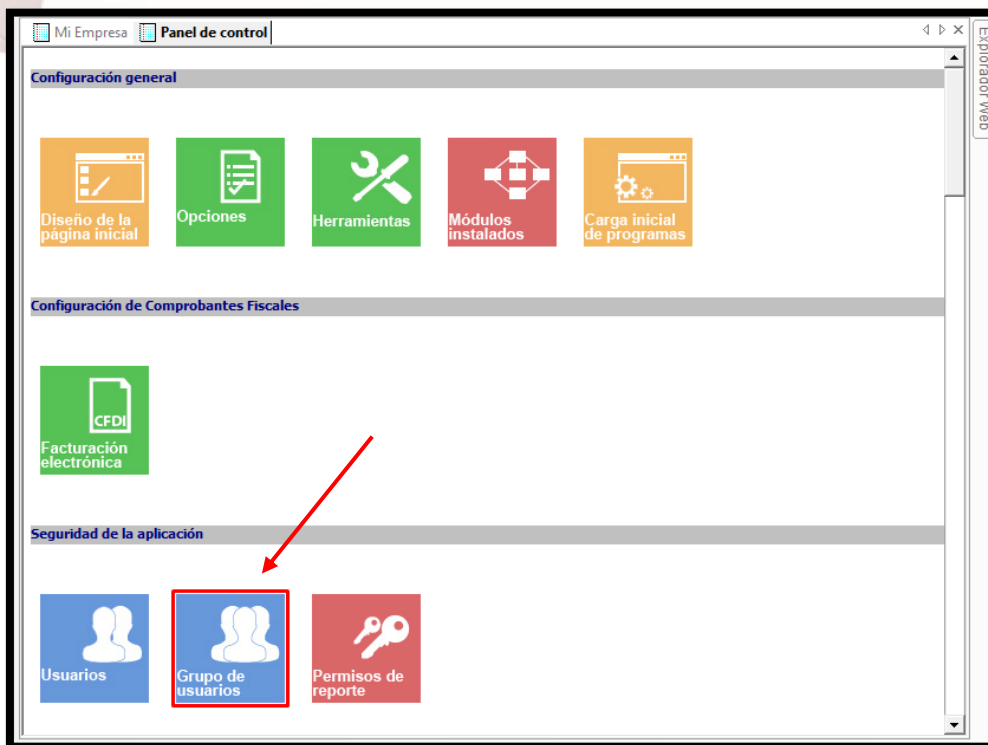 Mi Empresa
Panel de control
Explorador Web
Configuración general
Diseño de la
página inicial
Opciones
Herramientas
Módulos
instalados
Carga inicial
de programas
Configuración de Comprobantes Fiscales
CFDI
Facturación
electrónica
Seguridad de la aplicación
Usuarios
Grupo de
usuarios
Permisos de
reporte